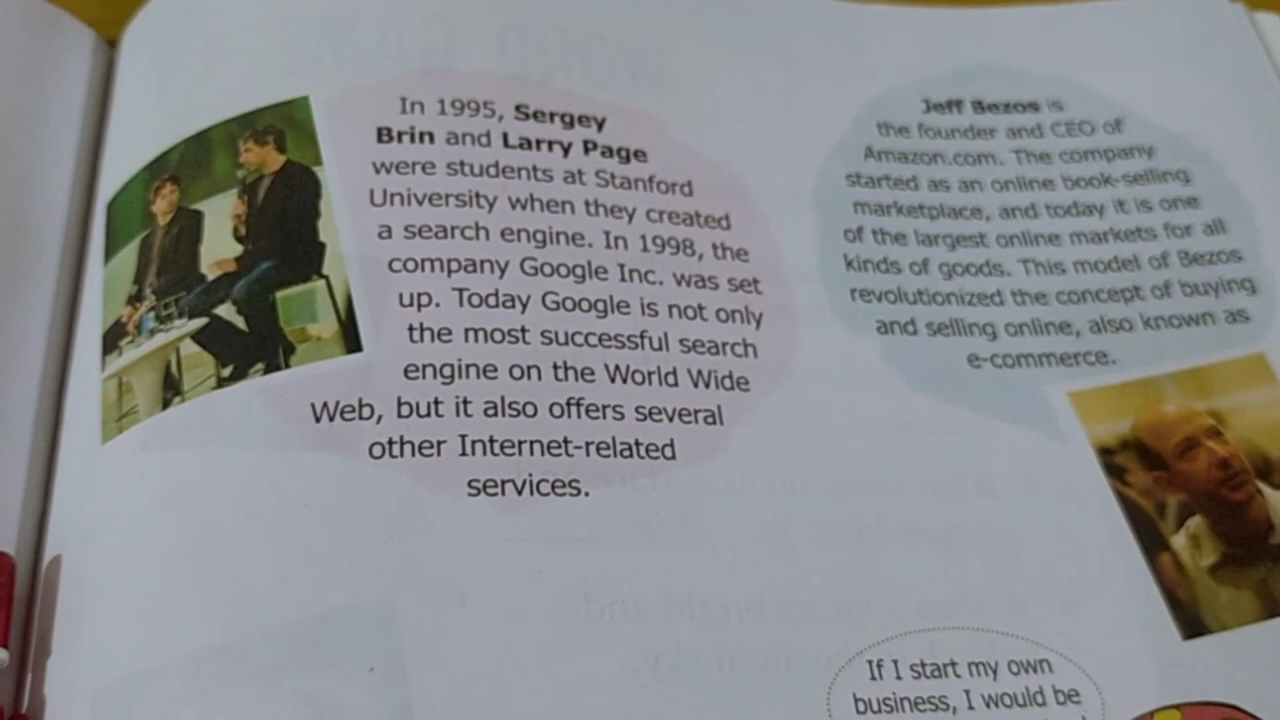 In 1995, Sergey
Brin and Larry Page
were students at Stanford
University when they created
a search engine. In 1998, the
company Google Inc. was set
up. Today Google is not only
the most successful search
engine on the World Wide
Web, but it also offers several
other Internet-related
services.
Jeff Bezos is
the founder and CEO of
Amazon.com. The company
started as an online book-selling
marketplace, and today it is one
of the largest online markets for all
kinds of goods. This model of Bezos
revolutionized the concept of buying
and selling online, also known as
e-commerce.
If I start my own
business, I would be